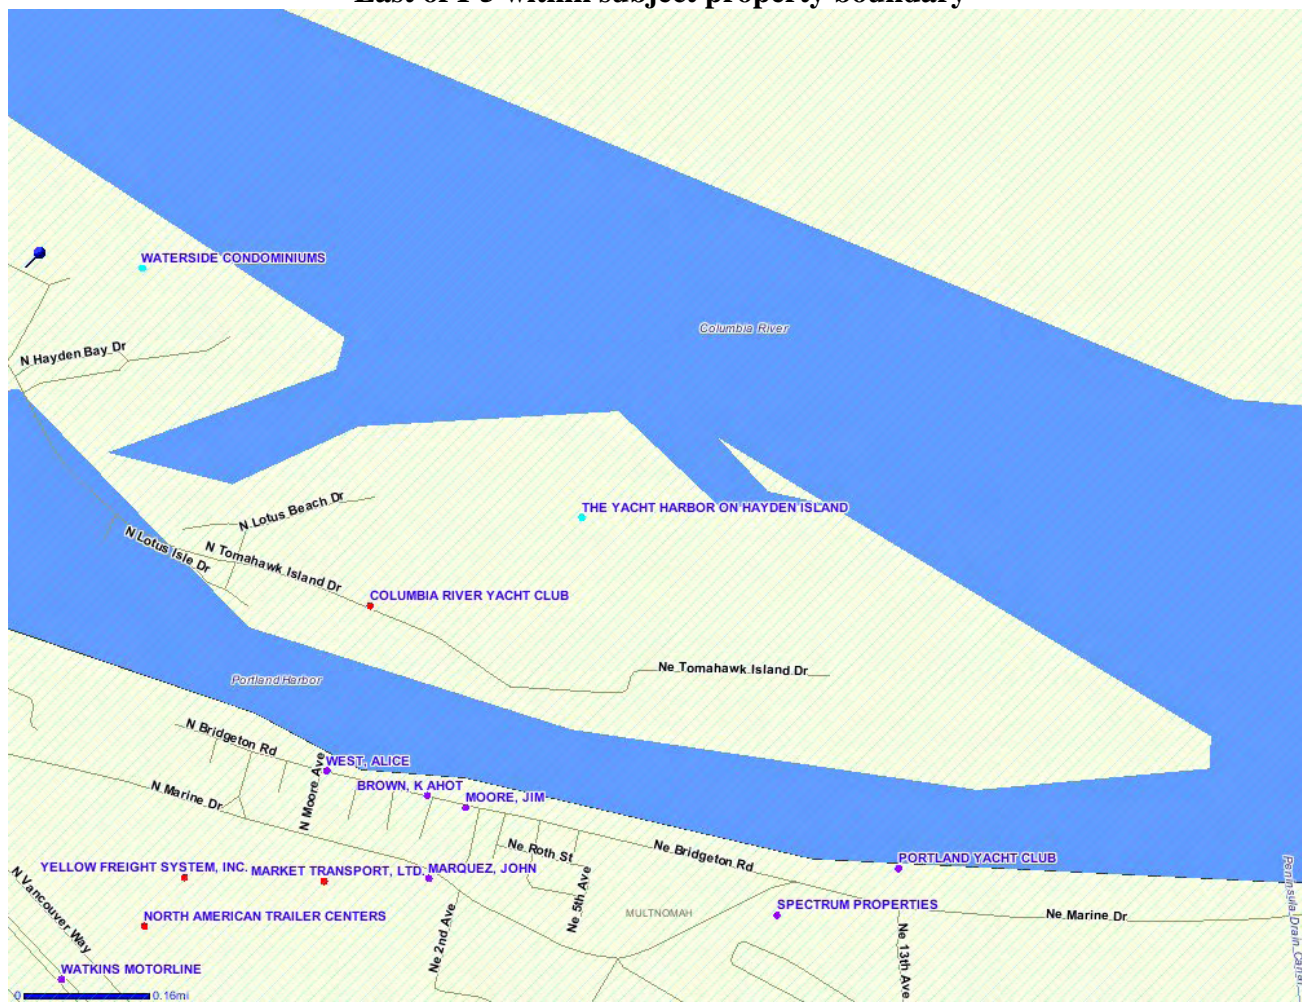 East of I-5 within subject property boundary
WATERSIDE CONDOMINIUMS
Columbia River
N Hayden Bay Dr
N Lotus Beach Dr
THE YACHT HARBOR ON HAYDEN ISLAND
N Lotus Isle Dr
N Tomahawk Island Dr
COLUMBIA RIVER YACHT CLUB
Ne Tomahawk Island Dr
Portland Harbor
N Bridgeton Rd
WEST, ALICE
N Moore Ave
BROWN, K AHOT
MOORE, JIM
N Marine Dr
Ne Roth St
Ne Bridgeton Rd
PORTLAND YACHT CLUB
YELLOW FREIGHT SYSTEM, INC.
MARKET TRANSPORT, LTD.
MARQUEZ, JOHN
Ne 5th Ave
Peninsula Drain Canal
N Vancouver Way
NORTH AMERICAN TRAILER CENTERS
Ne 2nd Ave
MULTNOMAH
SPECTRUM PROPERTIES
Ne Marine Dr
Ne 13th Ave
WATKINS MOTORLINE
0 0.16mi